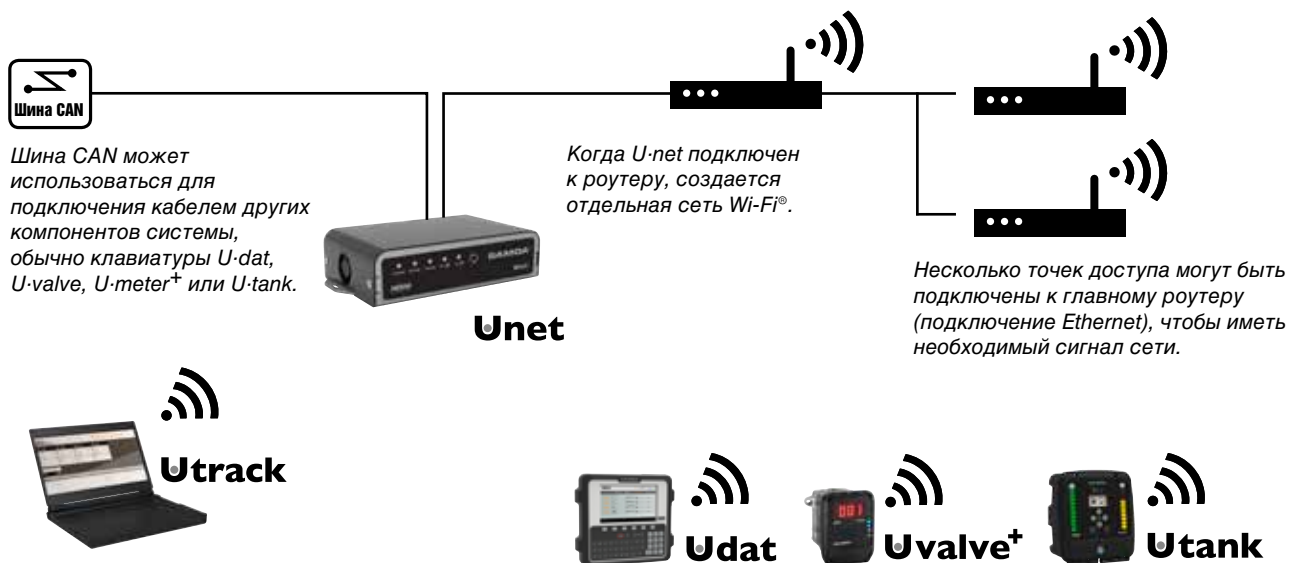 Шина CAN
Шина CAN может
использоваться для
подключения кабелем других
компонентов системы,
обычно клавиатуры U·dat,
U·valve, U·meter+ или U·tank.
Когда U·net подключен
к роутеру, создается
отдельная сеть Wi-Fi®.
SAMOA
Unet
Несколько точек доступа могут быть
подключены к главному роутеру
(подключение Ethernet), чтобы иметь
необходимый сигнал сети.
Utrack
Udat
001
Uvalve+
Utank